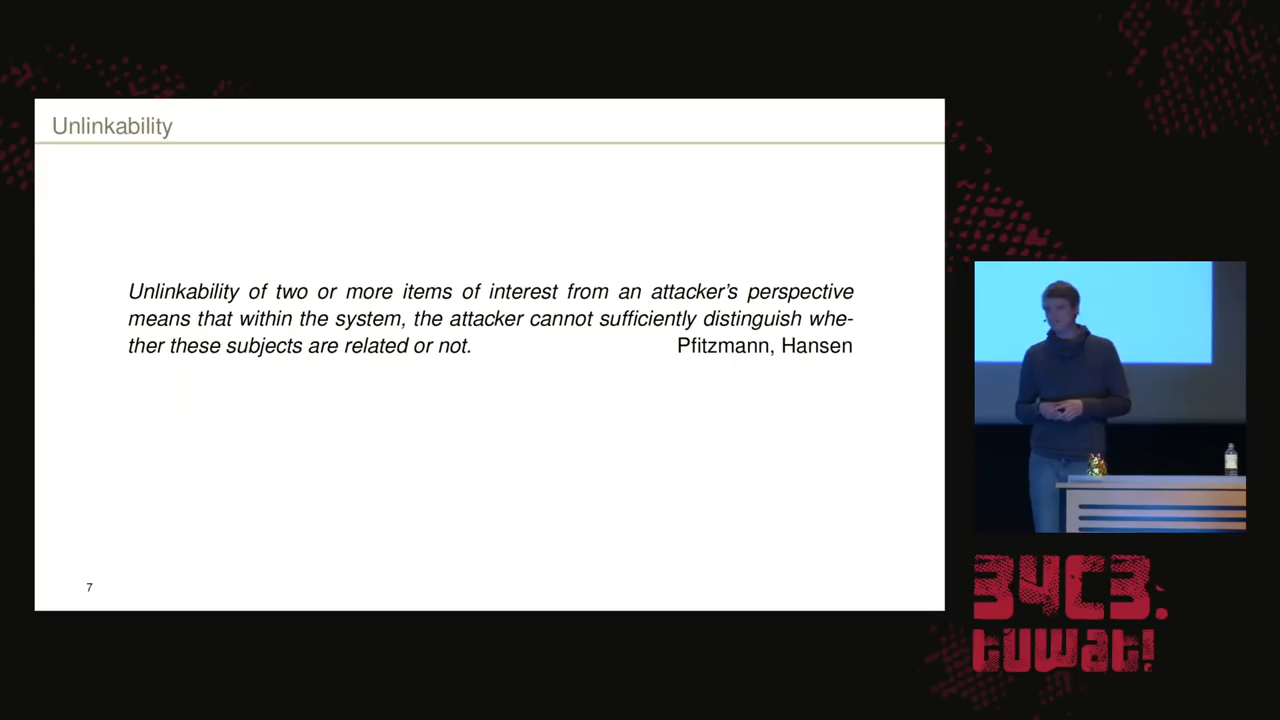 Unlinkability
Unlinkability of two or more items of interest from an attacker's perspective
means that within the system, the attacker cannot sufficiently distinguish whe-
ther these subjects are related or not. Pfitzmann, Hansen
7
34C3.
tuwat!